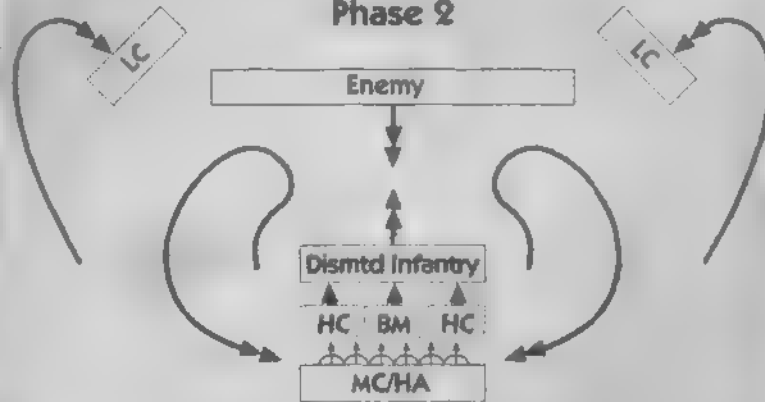 Phase 2
LC
LC
Enemy
Dismtd Infantry
HC BM HC
MC/HA